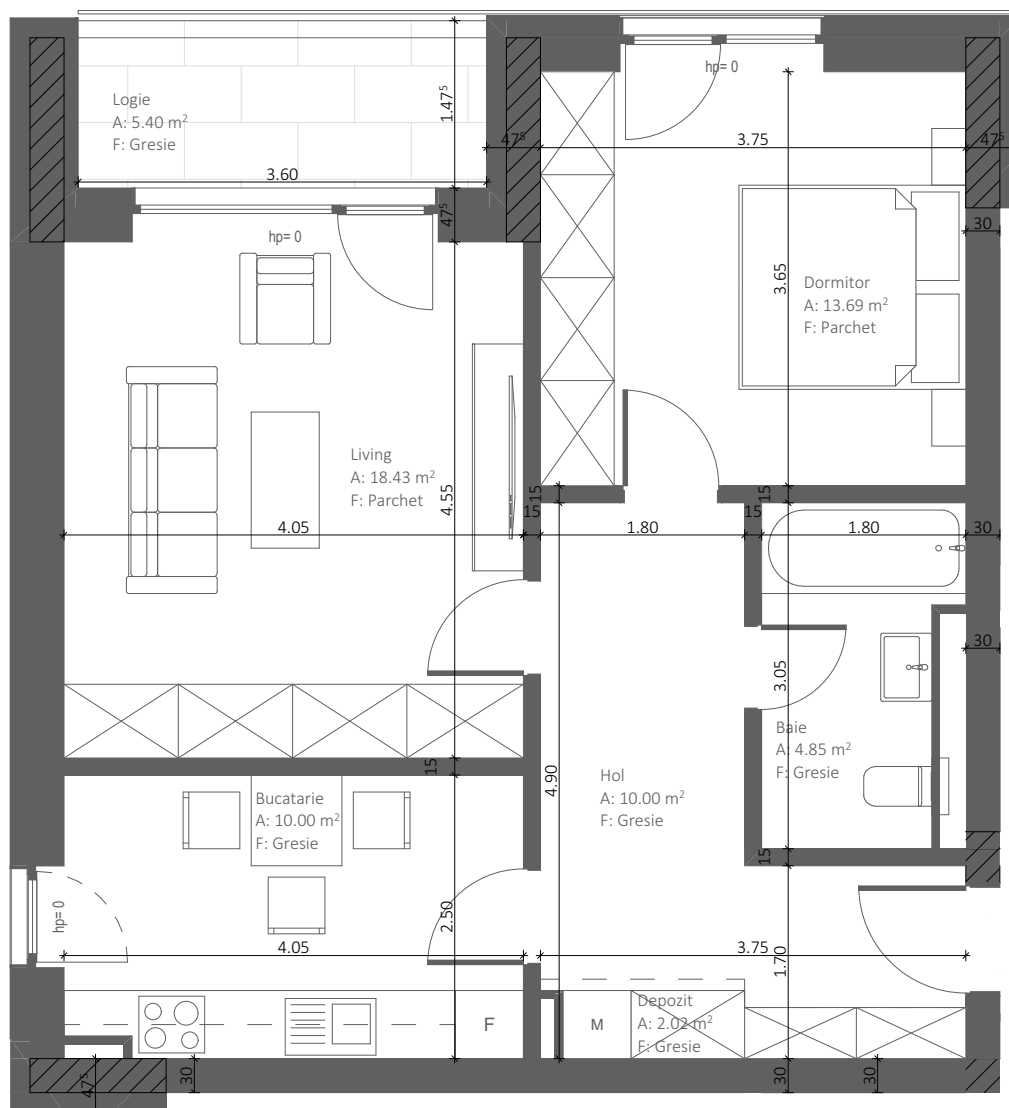 hp= 0
Logie
A: 5.40 m²
F: Gresie
1.47⁵
47⁵
3.75
47⁵
3.60
47⁵
hp= 0
30
3.65
Dormitor
A: 13.69 m²
F: Parchet
Living
A: 18.43 m²
F: Parchet
4.55
15
15
15
15
4.05
1.80
1.80
30
30
3.05
Baie
A: 4.85 m²
F: Gresie
15
4.90
Hol
A: 10.00 m²
F: Gresie
Bucatarie
A: 10.00 m²
F: Gresie
15
hp= 0
2.50
4.05
3.75
1.70
Depozit
A: 2.02 m²
F: Gresie
F
M
47⁵
30
30
30